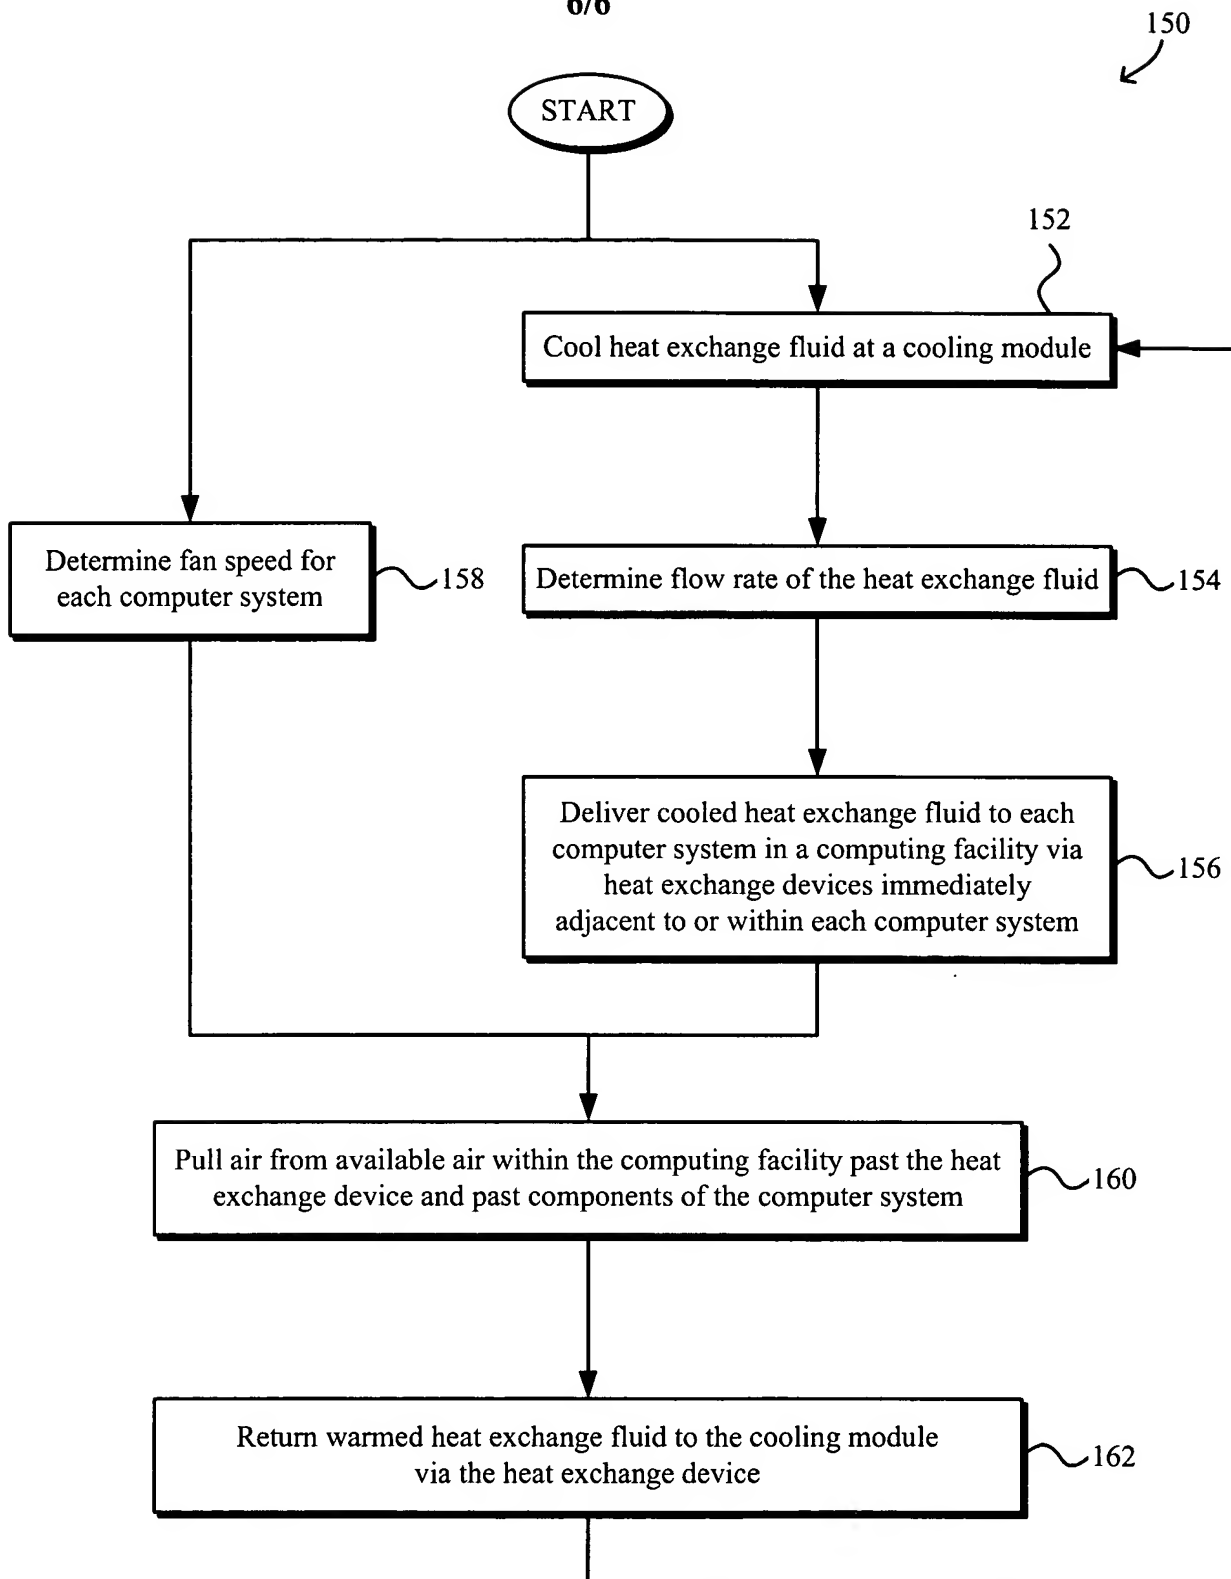 6/6
150
START
152
Cool heat exchange fluid at a cooling module
Determine fan speed for
each computer system
158
Determine flow rate of the heat exchange fluid
154
Deliver cooled heat exchange fluid to each
computer system in a computing facility via
heat exchange devices immediately
adjacent to or within each computer system
156
Pull air from available air within the computing facility past the heat
exchange device and past components of the computer system
160
Return warmed heat exchange fluid to the cooling module
via the heat exchange device
162